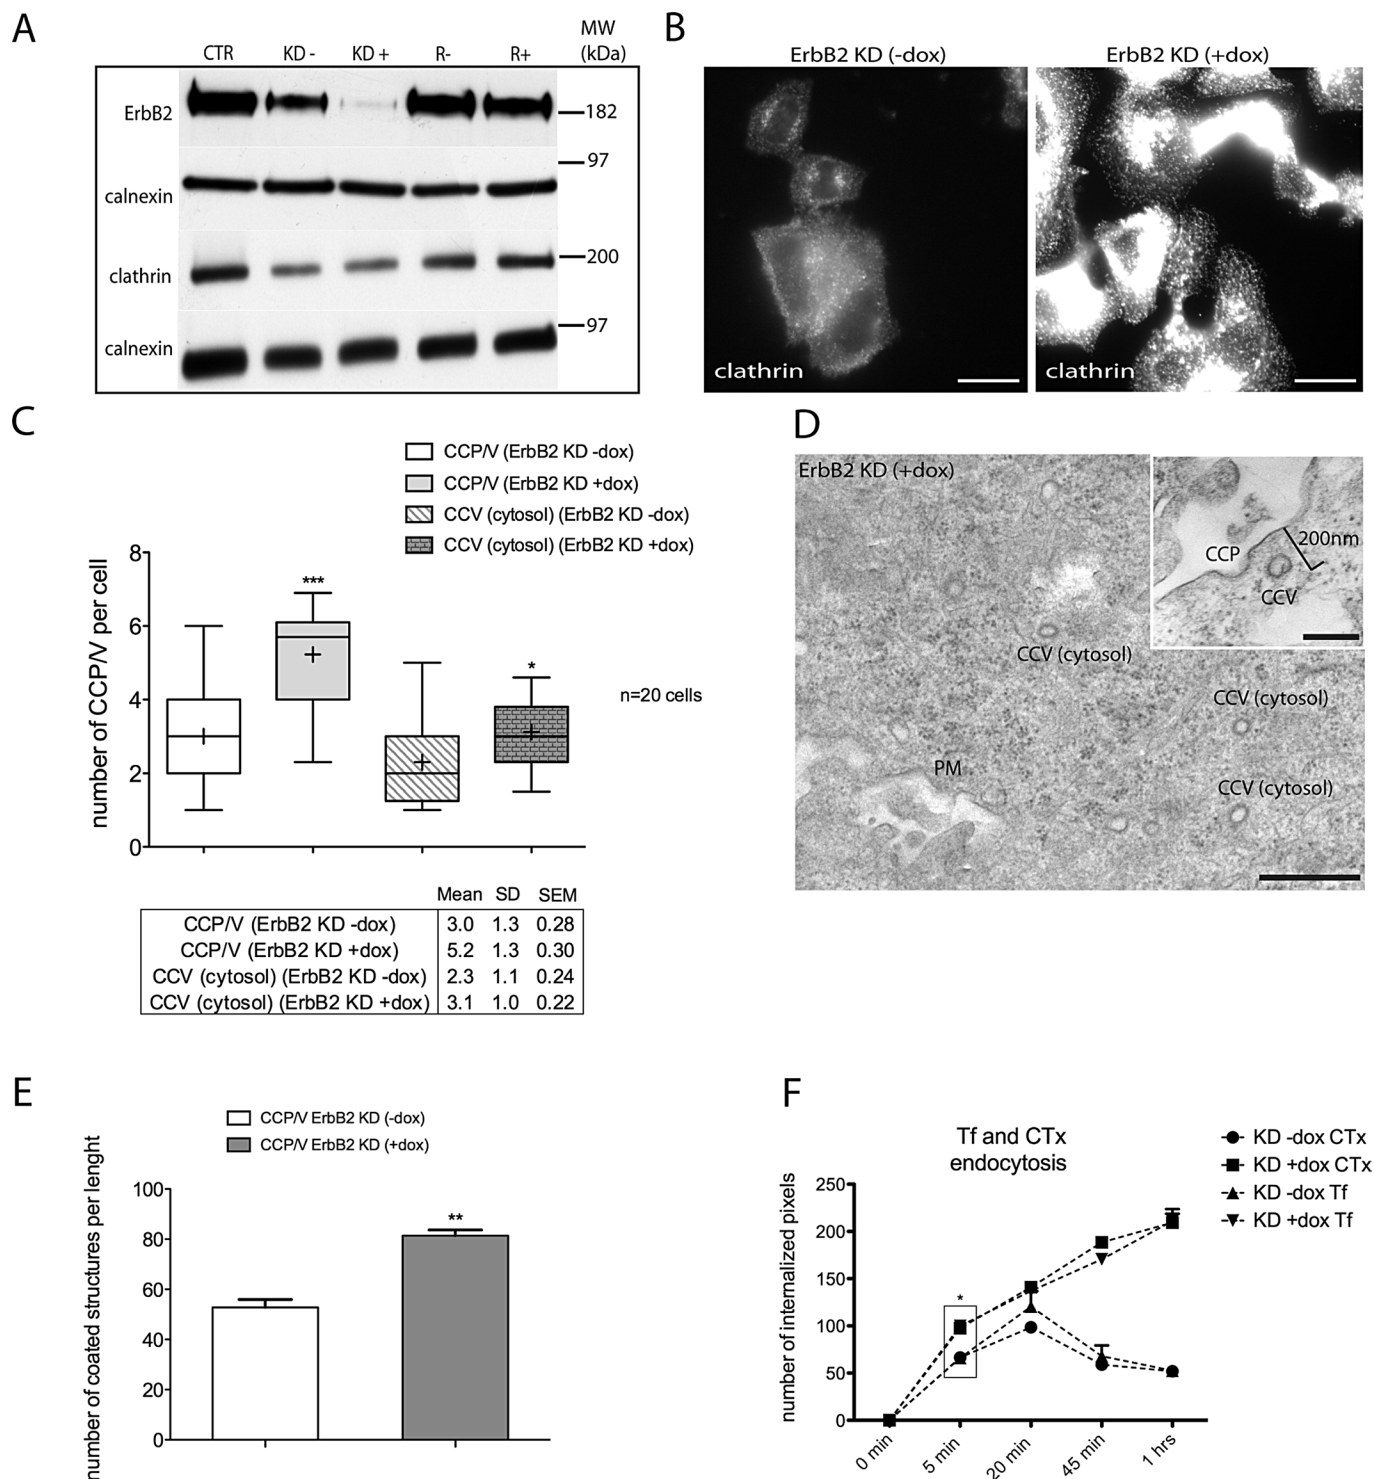 A
MW
(kDa)
CTR KD - KD + R- R+
ErbB2
182
97
calnexin
200
clathrin
97
calnexin
B
ErbB2 KD (-dox) ErbB2 KD (+dox)
clathrin clathrin
C
CCP/V (ErbB2 KD -dox)
CCP/V (ErbB2 KD +dox)
CCV (cytosol) (ErbB2 KD -dox)
CCV (cytosol) (ErbB2 KD +dox)
number of CCP/V per cell
8
6
4
2
0
***
*
n=20 cells
Mean SD SEM
CCP/V (ErbB2 KD -dox) 3.0 1.3 0.28
CCP/V (ErbB2 KD +dox) 5.2 1.3 0.30
CCV (cytosol) (ErbB2 KD -dox) 2.3 1.1 0.24
CCV (cytosol) (ErbB2 KD +dox) 3.1 1.0 0.22
D
ErbB2 KD (+dox)
200nm
CCP
CCV
CCV (cytosol)
CCV (cytosol)
PM
CCV (cytosol)
E
CCP/V ErbB2 KD (-dox)
CCP/V ErbB2 KD (+dox)
number of coated structures per lenght
100
80
60
40
20
0
**
F
Tf and CTx
endocytosis
KD -dox CTx
KD +dox CTx
KD -dox Tf
KD +dox Tf
number of internalized pixels
250
200
150
100
50
0
*
0 min 5 min 20 min 45 min 1 hrs